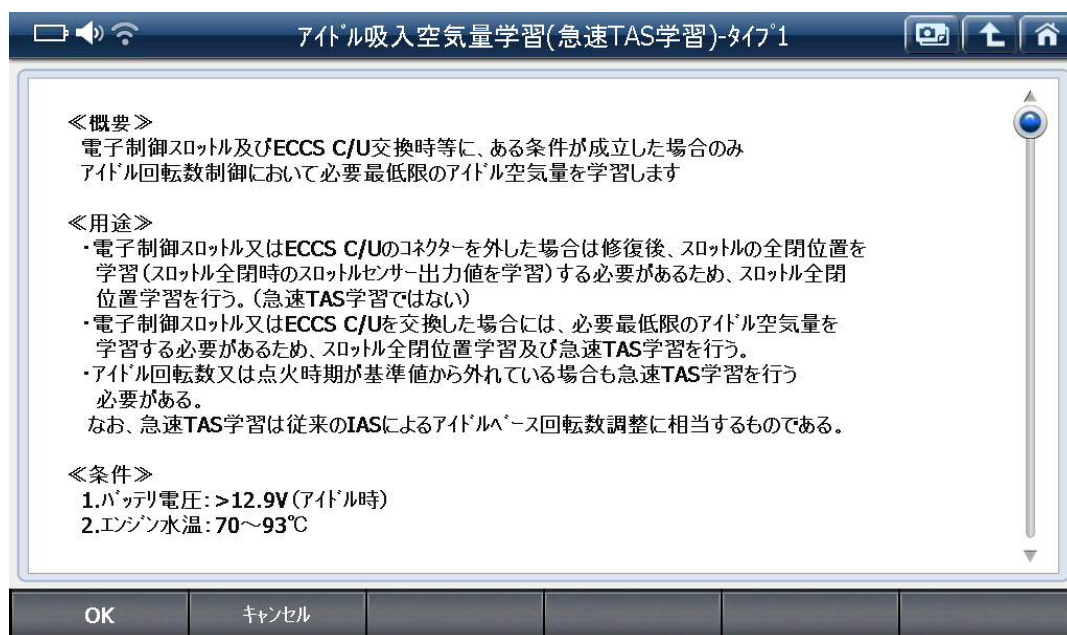 ｱｲﾄﾞﾙ吸入空気量学習(急速TAS学習)-ﾀｲﾌﾟ1
≪概要≫
電子制御ｽﾛｯﾄﾙ及びECCS C/U交換時等に、ある条件が成立した場合のみ
ｱｲﾄﾞﾙ回転数制御において必要最低限のｱｲﾄﾞﾙ空気量を学習します
≪用途≫
・電子制御ｽﾛｯﾄﾙ又はECCS C/Uのｺﾈｸﾀｰを外した場合は修復後、ｽﾛｯﾄﾙの全閉位置を
学習(ｽﾛｯﾄﾙ全閉時のｽﾛｯﾄﾙｾﾝｻｰ出力値を学習)する必要があるため、ｽﾛｯﾄﾙ全閉
位置学習を行う。(急速TAS学習ではない)
・電子制御ｽﾛｯﾄﾙ又はECCS C/Uを交換した場合には、必要最低限のｱｲﾄﾞﾙ空気量を
学習する必要があるため、ｽﾛｯﾄﾙ全閉位置学習及び急速TAS学習を行う。
・ｱｲﾄﾞﾙ回転数又は点火時期が基準値から外れている場合も急速TAS学習を行う
必要がある。
なお、急速TAS学習は従来のIASによるｱｲﾄﾞﾙﾍﾞｰｽ回転数調整に相当するものである。
≪条件≫
1.ﾊﾞｯﾃﾘ電圧:>12.9V(ｱｲﾄﾞﾙ時)
2.ｴﾝｼﾞﾝ水温:70～93℃
OK
ｷｬﾝｾﾙ